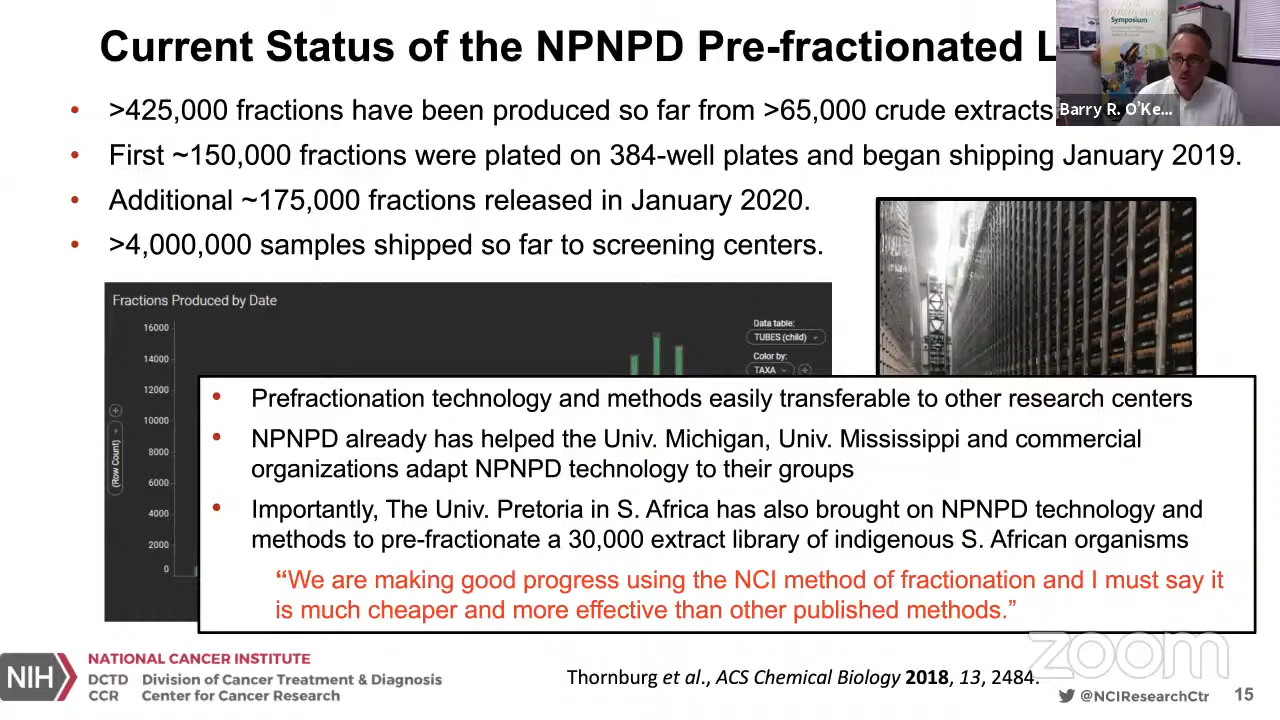 Current Status of the NPNPD Pre-fractionated L
Symposium
Barry R. O'Ke...
• >425,000 fractions have been produced so far from >65,000 crude extracts.
• First ~150,000 fractions were plated on 384-well plates and began shipping January 2019.
• Additional ~175,000 fractions released in January 2020.
• >4,000,000 samples shipped so far to screening centers.
Fractions Produced by Date
16000
14000
12000
10000
8000
6000
4000
2000
0
(Row Count)
Data table:
TUBES (child)
Color by:
TAXA
• Prefractionation technology and methods easily transferable to other research centers
• NPNPD already has helped the Univ. Michigan, Univ. Mississippi and commercial
organizations adapt NPNPD technology to their groups
• Importantly, The Univ. Pretoria in S. Africa has also brought on NPNPD technology and
methods to pre-fractionate a 30,000 extract library of indigenous S. African organisms
“We are making good progress using the NCI method of fractionation and I must say it
is much cheaper and more effective than other published methods.”
zoom
NIH
NATIONAL CANCER INSTITUTE
DCTD Division of Cancer Treatment & Diagnosis
CCR Center for Cancer Research
Thornburg et al., ACS Chemical Biology 2018, 13, 2484.
@NCIResearchCtr
15